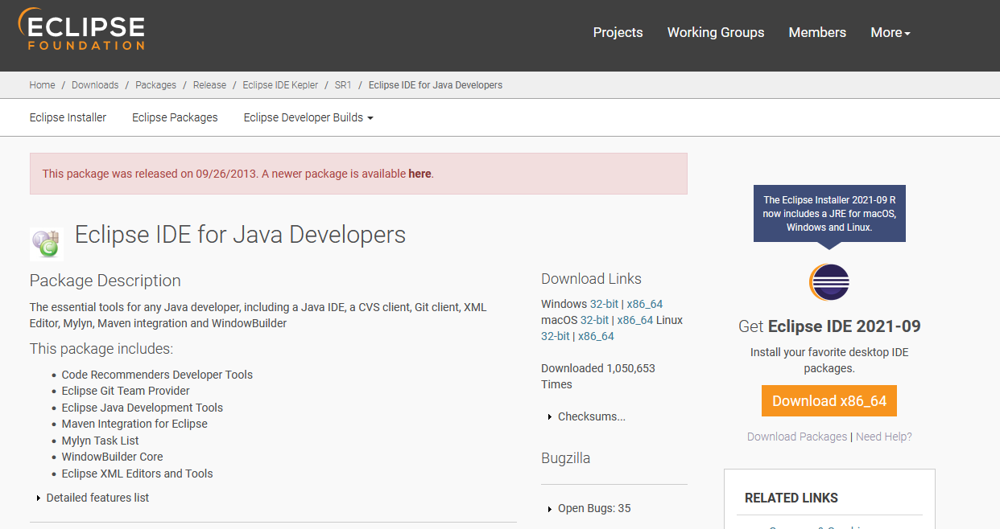 ECLIPSE
FOUNDATION
Projects Working Groups Members More
Home / Downloads / Packages / Release / Eclipse IDE Kepler / SR1 / Eclipse IDE for Java Developers
Eclipse Installer Eclipse Packages Eclipse Developer Builds
This package was released on 09/26/2013. A newer package is available here.
Eclipse IDE for Java Developers
Package Description
The essential tools for any Java developer, including a Java IDE, a CVS client, Git client, XML
Editor, Mylyn, Maven integration and WindowBuilder
This package includes:
• Code Recommenders Developer Tools
• Eclipse Git Team Provider
• Eclipse Java Development Tools
• Maven Integration for Eclipse
• Mylyn Task List
• WindowBuilder Core
• Eclipse XML Editors and Tools
Detailed features list
Download Links
Windows 32-bit | x86_64
macOS 32-bit | x86_64 Linux
32-bit | x86_64
Downloaded 1,050,653
Times
Checksums...
Bugzilla
Open Bugs: 35
The Eclipse Installer 2021-09 R
now includes a JRE for macOS,
Windows and Linux.
Get Eclipse IDE 2021-09
Install your favorite desktop IDE
packages.
Download x86_64
Download Packages | Need Help?
RELATED LINKS